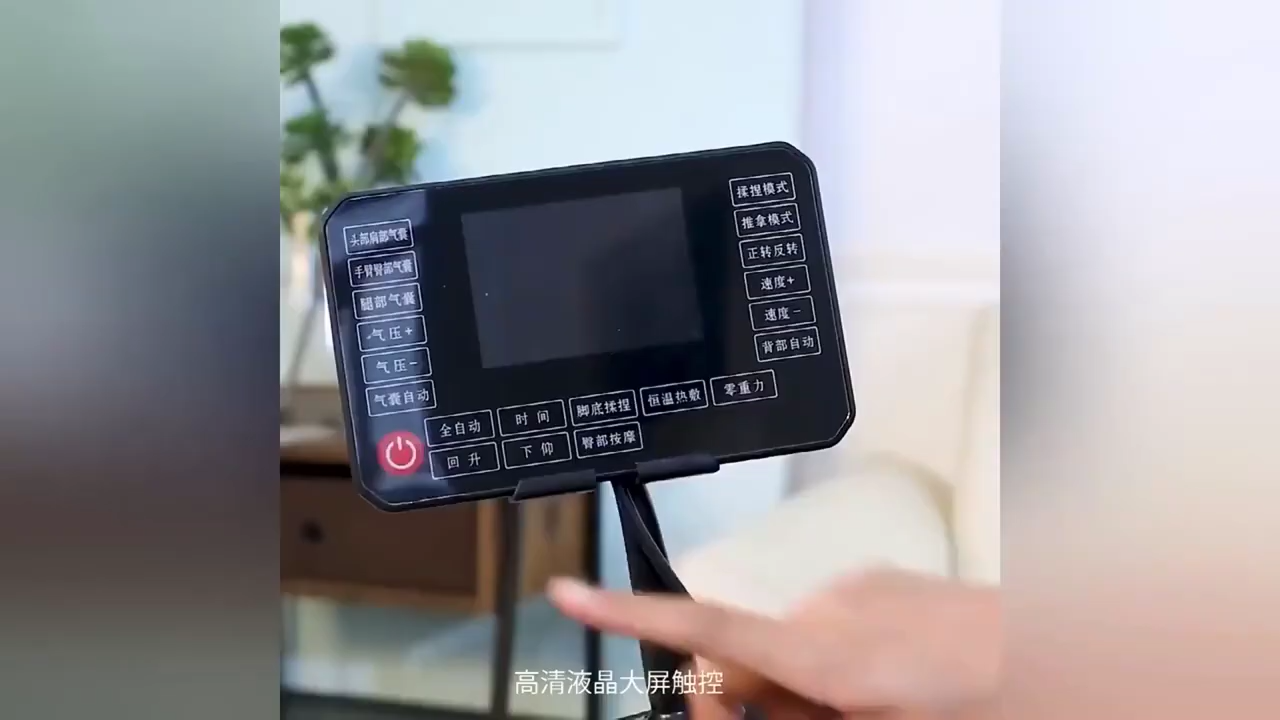 头部肩部气囊
手臂臂部气囊
腿部气囊
气压+
气压-
气囊自动
揉捏模式
推拿模式
正转反转
速度+
速度-
背部自动
全自动
时间
脚底揉捏
恒温热敷
零重力
回升
下仰
臀部按摩
高清液晶大屏触控